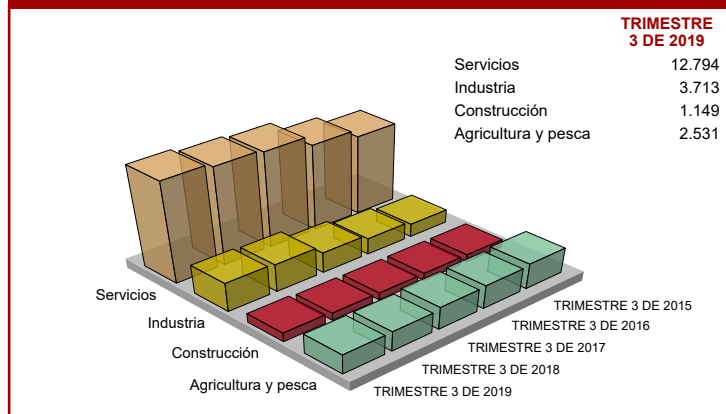 TRIMESTRE
3 DE 2019
Servicios 12.794
Industria 3.713
Construcción 1.149
Agricultura y pesca 2.531
Servicios
Industria
Construcción
Agricultura y pesca
TRIMESTRE 3 DE 2015
TRIMESTRE 3 DE 2016
TRIMESTRE 3 DE 2017
TRIMESTRE 3 DE 2018
TRIMESTRE 3 DE 2019